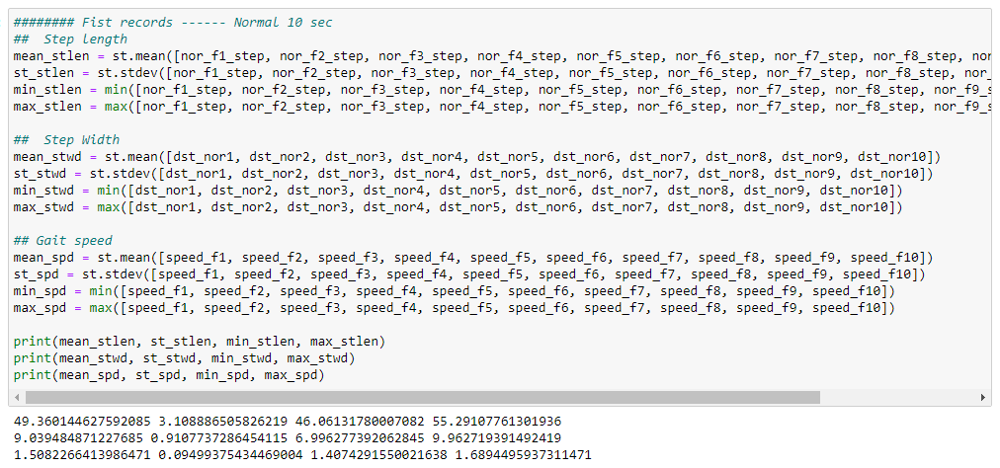 ######## Fist records ------ Normal 10 sec
##  Step length
mean_stlen = st.mean([nor_f1_step, nor_f2_step, nor_f3_step, nor_f4_step, nor_f5_step, nor_f6_step, nor_f7_step, nor_f8_step, nor
st_stlen = st.stdev([nor_f1_step, nor_f2_step, nor_f3_step, nor_f4_step, nor_f5_step, nor_f6_step, nor_f7_step, nor_f8_step, nor_
min_stlen = min([nor_f1_step, nor_f2_step, nor_f3_step, nor_f4_step, nor_f5_step, nor_f6_step, nor_f7_step, nor_f8_step, nor_f9_s
max_stlen = max([nor_f1_step, nor_f2_step, nor_f3_step, nor_f4_step, nor_f5_step, nor_f6_step, nor_f7_step, nor_f8_step, nor_f9_s
##  Step Width
mean_stwd = st.mean([dst_nor1, dst_nor2, dst_nor3, dst_nor4, dst_nor5, dst_nor6, dst_nor7, dst_nor8, dst_nor9, dst_nor10])
st_stwd = st.stdev([dst_nor1, dst_nor2, dst_nor3, dst_nor4, dst_nor5, dst_nor6, dst_nor7, dst_nor8, dst_nor9, dst_nor10])
min_stwd = min([dst_nor1, dst_nor2, dst_nor3, dst_nor4, dst_nor5, dst_nor6, dst_nor7, dst_nor8, dst_nor9, dst_nor10])
max_stwd = max([dst_nor1, dst_nor2, dst_nor3, dst_nor4, dst_nor5, dst_nor6, dst_nor7, dst_nor8, dst_nor9, dst_nor10])
## Gait speed
mean_spd = st.mean([speed_f1, speed_f2, speed_f3, speed_f4, speed_f5, speed_f6, speed_f7, speed_f8, speed_f9, speed_f10])
st_spd = st.stdev([speed_f1, speed_f2, speed_f3, speed_f4, speed_f5, speed_f6, speed_f7, speed_f8, speed_f9, speed_f10])
min_spd = min([speed_f1, speed_f2, speed_f3, speed_f4, speed_f5, speed_f6, speed_f7, speed_f8, speed_f9, speed_f10])
max_spd = max([speed_f1, speed_f2, speed_f3, speed_f4, speed_f5, speed_f6, speed_f7, speed_f8, speed_f9, speed_f10])
print(mean_stlen, st_stlen, min_stlen, max_stlen)
print(mean_stwd, st_stwd, min_stwd, max_stwd)
print(mean_spd, st_spd, min_spd, max_spd)
49.360144627592085 3.108886505826219 46.06131780007082 55.29107761301936
9.039484871227685 0.9107737286454115 6.996277392062845 9.962719391492419
1.5082266413986471 0.09499375434469004 1.4074291550021638 1.6894495937311471